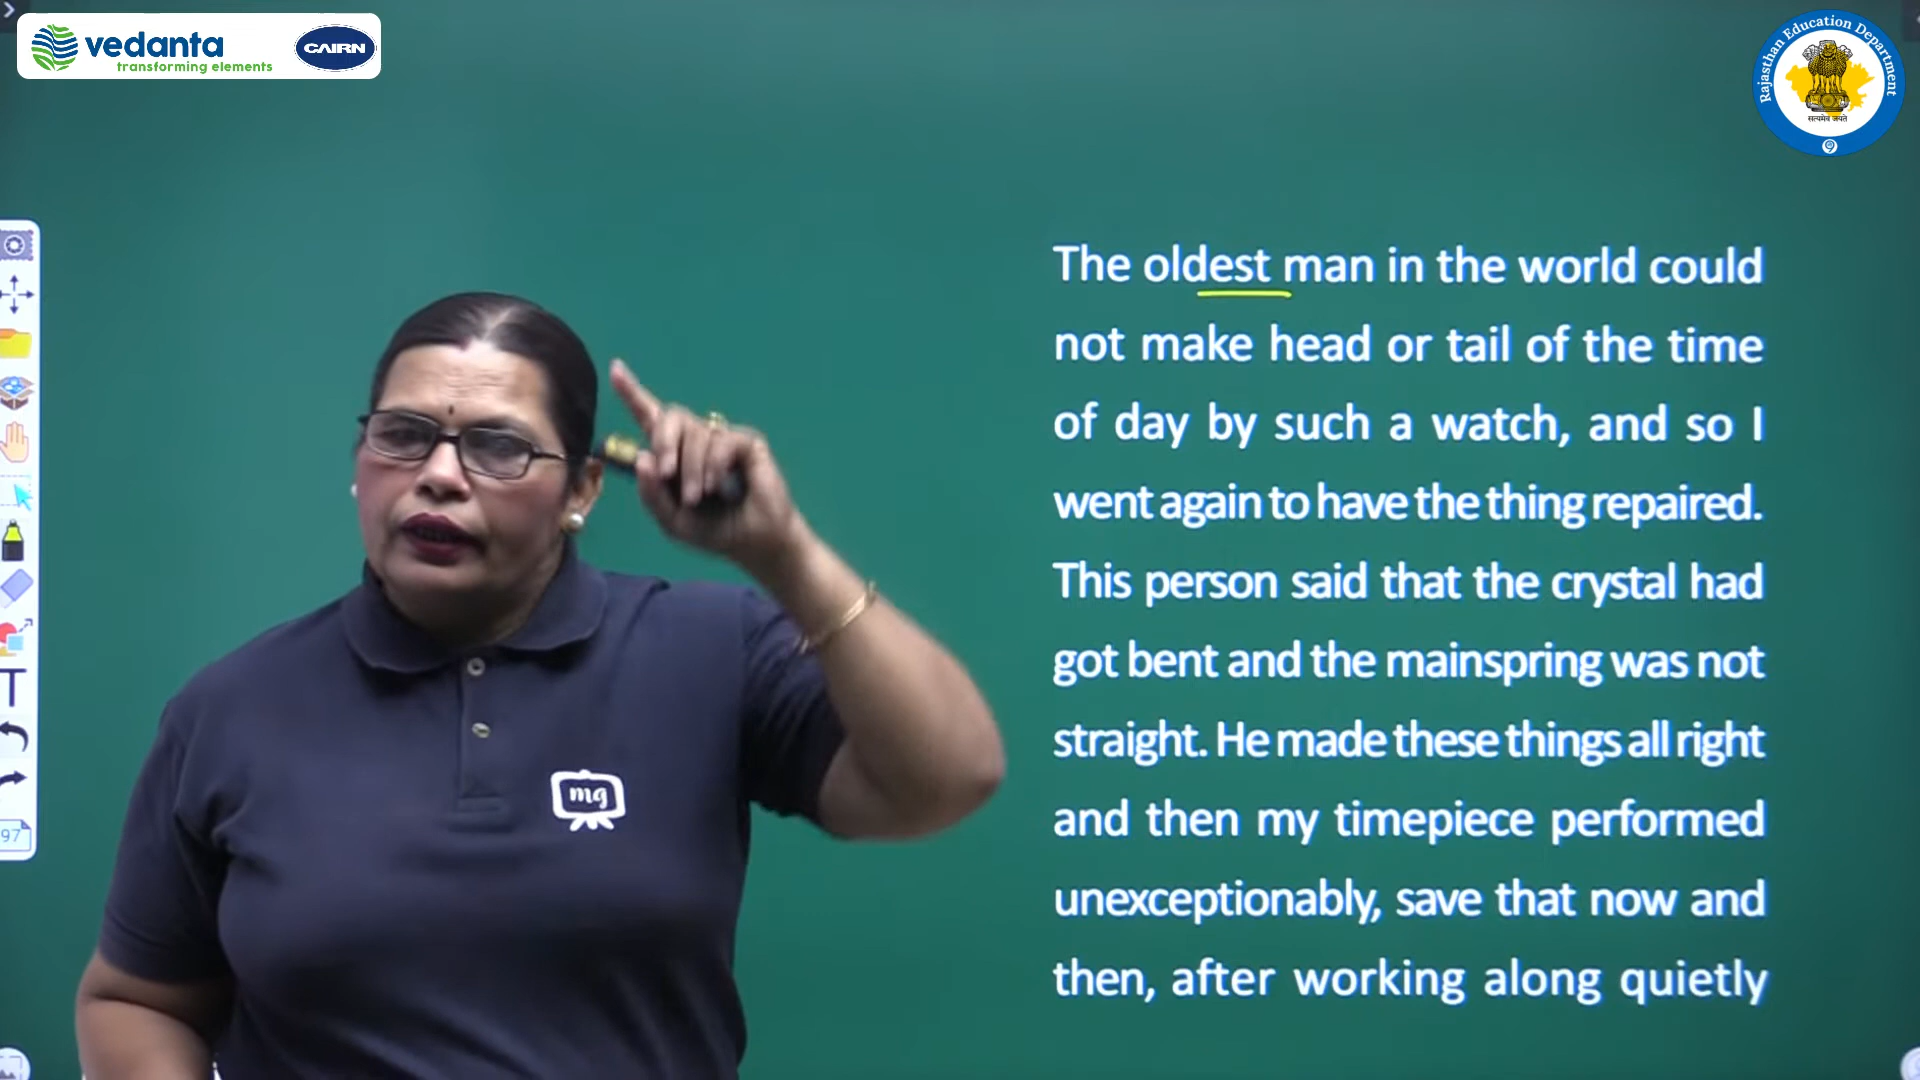 vedanta
transforming elements
CAIRN
Rajasthan Education Department
सत्यमेव जयते
The oldest man in the world could
not make head or tail of the time
of day by such a watch, and so I
went again to have the thing repaired.
This person said that the crystal had
got bent and the mainspring was not
straight. He made these things all right
and then my timepiece performed
unexceptionably, save that now and
then, after working along quietly
mg
T
97